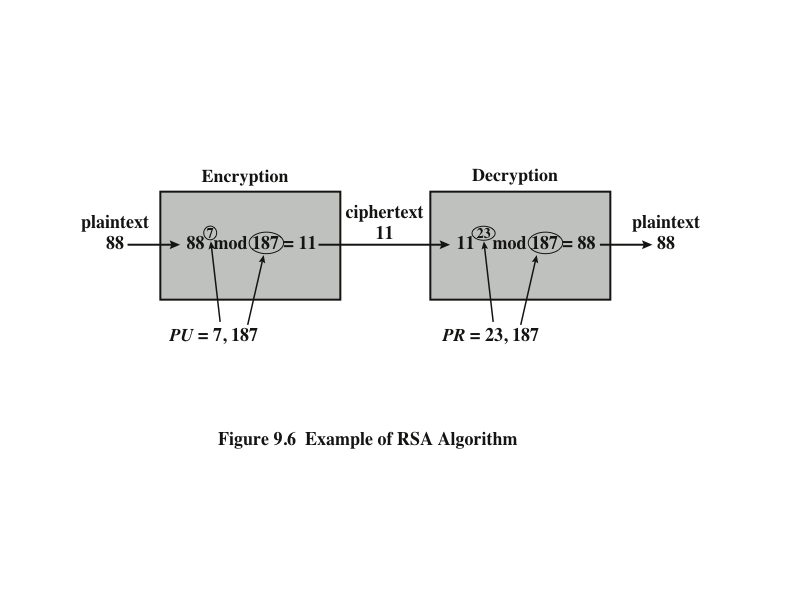 Encryption
Decryption
plaintext
88
88^7 mod 187 = 11
ciphertext
11
11^23 mod 187 = 88
plaintext
88
PU = 7, 187
PR = 23, 187
Figure 9.6 Example of RSA Algorithm